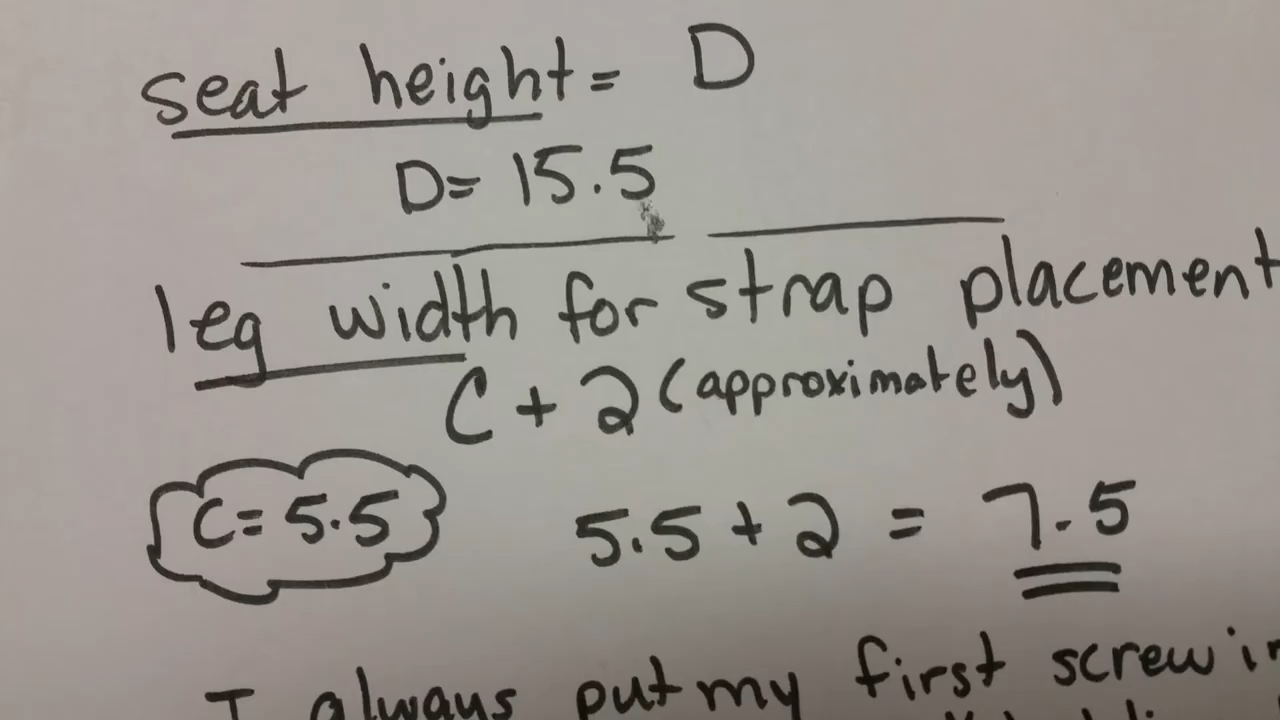 seat height = D
D = 15.5
leg width for strap placement
C + 2 (approximately)
C = 5.5
5.5 + 2 = 7.5
I always put my first screw in